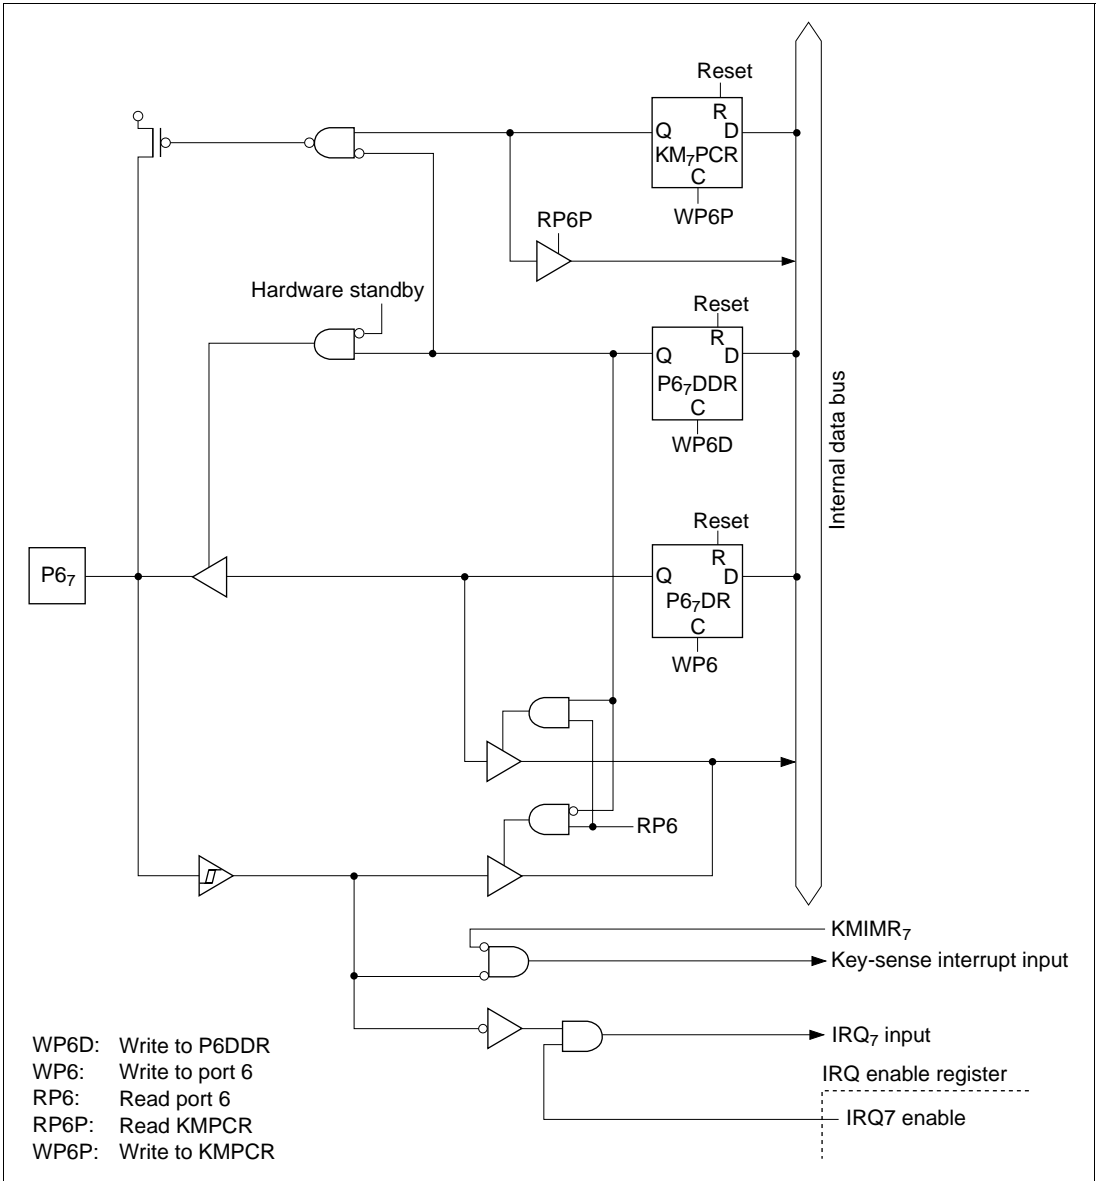 Reset
R
Q D
KM₇PCR
C
WP6P
RP6P
Hardware standby
Reset
R
Q D
P6₇DDR
C
WP6D
Internal data bus
Reset
R
P6₇
Q D
P6₇DR
C
WP6
RP6
KMIMR₇
Key-sense interrupt input
IRQ₇ input
IRQ enable register
IRQ7 enable
WP6D: Write to P6DDR
WP6: Write to port 6
RP6: Read port 6
RP6P: Read KMPCR
WP6P: Write to KMPCR